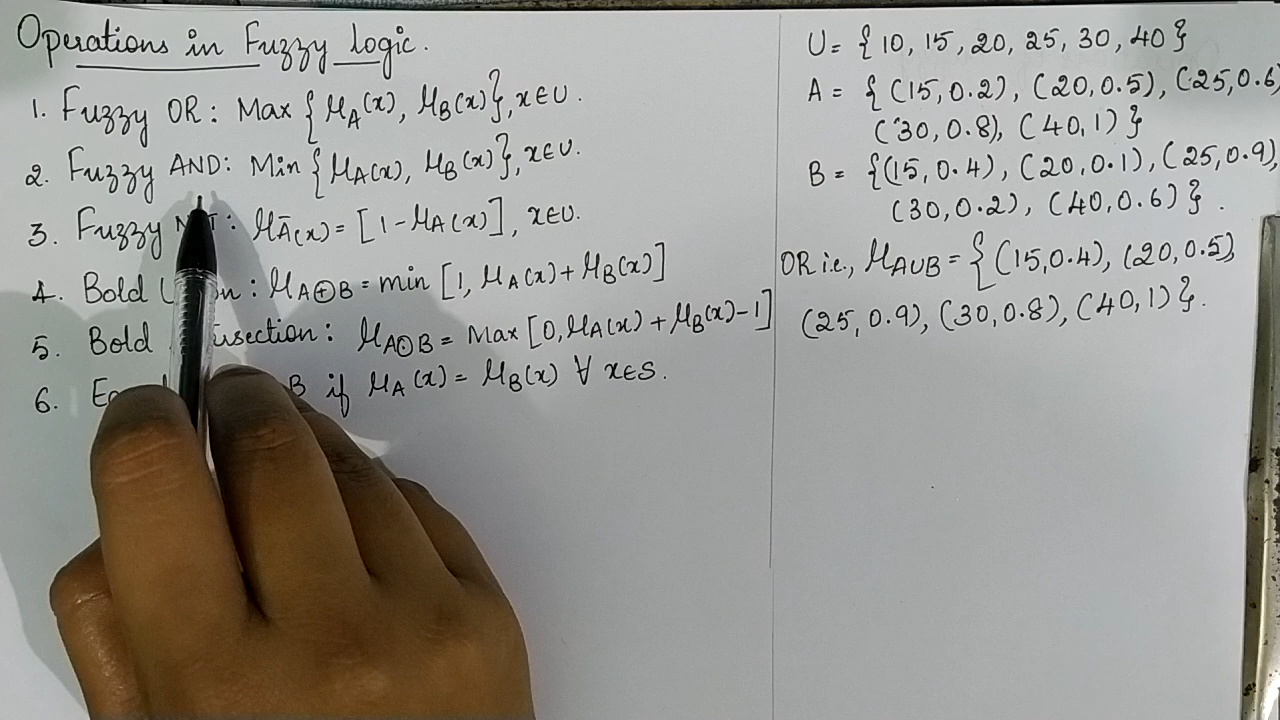 Operations in Fuzzy Logic.
1. Fuzzy OR : Max { μA(x), μB(x)}, x∈U.
2. Fuzzy AND: Min { μA(x), μB(x)}, x∈U.
3. Fuzzy : μĀ(x) = [1-μA(x)], x∈U.
4. Bold : μA⊕B = min [1, μA(x) + μB(x)]
5. Bold : μA⊙B = Max [0, μA(x) + μB(x)-1]
6. B if μA(x) = μB(x) ∀ x∈S.
U = { 10, 15, 20, 25, 30, 40 }
A = { (15, 0.2), (20, 0.5), (25, 0.6
(30, 0.8), (40, 1) }
B = {(15, 0.4), (20, 0.1), (25, 0.9),
(30, 0.2), (40, 0.6) } .
OR i.e., μA∪B = { (15, 0.4), (20, 0.5),
(25, 0.9), (30, 0.8), (40, 1) } .